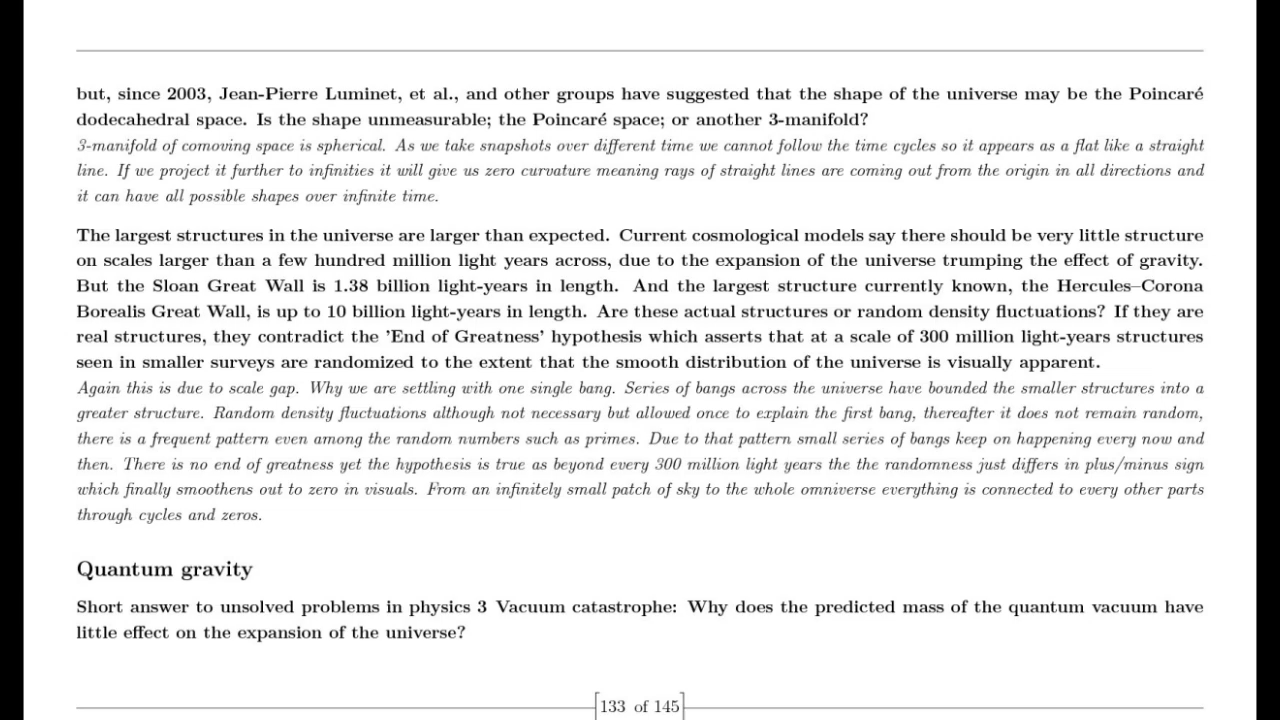 but, since 2003, Jean-Pierre Luminet, et al., and other groups have suggested that the shape of the universe may be the Poincaré
dodecahedral space. Is the shape unmeasurable; the Poincaré space; or another 3-manifold?
3-manifold of comoving space is spherical. As we take snapshots over different time we cannot follow the time cycles so it appears as a flat like a straight
line. If we project it further to infinities it will give us zero curvature meaning rays of straight lines are coming out from the origin in all directions and
it can have all possible shapes over infinite time.
The largest structures in the universe are larger than expected. Current cosmological models say there should be very little structure
on scales larger than a few hundred million light years across, due to the expansion of the universe trumping the effect of gravity.
But the Sloan Great Wall is 1.38 billion light-years in length. And the largest structure currently known, the Hercules–Corona
Borealis Great Wall, is up to 10 billion light-years in length. Are these actual structures or random density fluctuations? If they are
real structures, they contradict the 'End of Greatness' hypothesis which asserts that at a scale of 300 million light-years structures
seen in smaller surveys are randomized to the extent that the smooth distribution of the universe is visually apparent.
Again this is due to scale gap. Why we are settling with one single bang. Series of bangs across the universe have bounded the smaller structures into a
greater structure. Random density fluctuations although not necessary but allowed once to explain the first bang, thereafter it does not remain random,
there is a frequent pattern even among the random numbers such as primes. Due to that pattern small series of bangs keep on happening every now and
then. There is no end of greatness yet the hypothesis is true as beyond every 300 million light years the the randomness just differs in plus/minus sign
which finally smoothens out to zero in visuals. From an infinitely small patch of sky to the whole omniverse everything is connected to every other parts
through cycles and zeros.
Quantum gravity
Short answer to unsolved problems in physics 3 Vacuum catastrophe: Why does the predicted mass of the quantum vacuum have
little effect on the expansion of the universe?
133 of 145